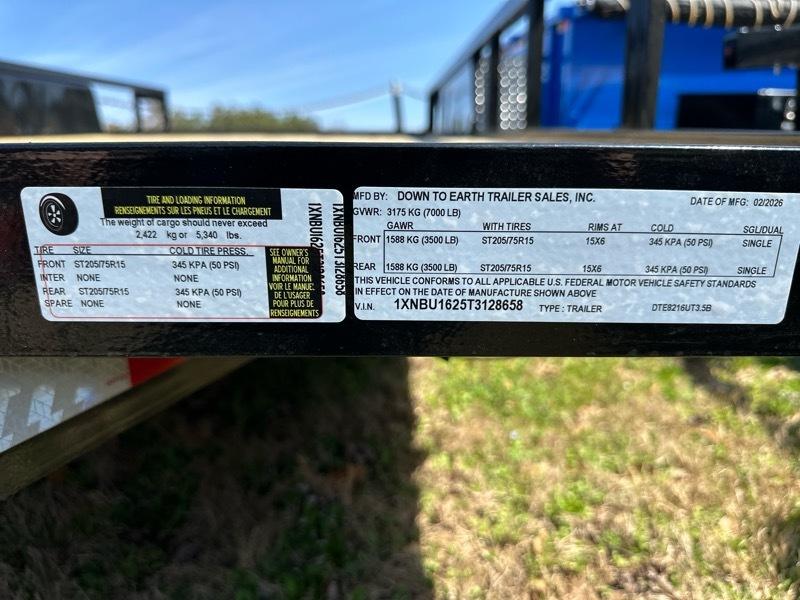 TIRE AND LOADING INFORMATION
RENSEIGNEMENTS SUR LES PNEUS ET LE CHARGEMENT
The weight of cargo should never exceed
2,422 kg or 5,340 lbs.
TIRE SIZE COLD TIRE PRESS.
FRONT ST205/75R15 345 KPA (50 PSI)
INTER NONE NONE
REAR ST205/75R15 345 KPA (50 PSI)
SPARE NONE NONE
SEE OWNER'S
MANUAL FOR
ADDITIONAL
INFORMATION
VOIR LE MANUEL
DE L'USAGER
POUR PLUS DE
RENSEIGNEMENTS
MFD BY: DOWN TO EARTH TRAILER SALES, INC. DATE OF MFG: 02/2026
GVWR: 3175 KG (7000 LB)
GAWR WITH TIRES RIMS AT COLD SGL/DUAL
FRONT 1588 KG (3500 LB) ST205/75R15 15X6 345 KPA (50 PSI) SINGLE
REAR 1588 KG (3500 LB) ST205/75R15 15X6 345 KPA (50 PSI) SINGLE
THIS VEHICLE CONFORMS TO ALL APPLICABLE U.S. FEDERAL MOTOR VEHICLE SAFETY STANDARDS
IN EFFECT ON THE DATE OF MANUFACTURE SHOWN ABOVE
V.I.N. 1XNBU1625T3128658 TYPE: TRAILER DTE8216UT3.5B